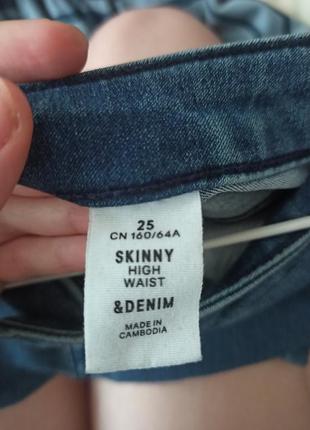 25
CN 160/64A
SKINNY
HIGH
WAIST
&DENIM
MADE IN
CAMBODIA